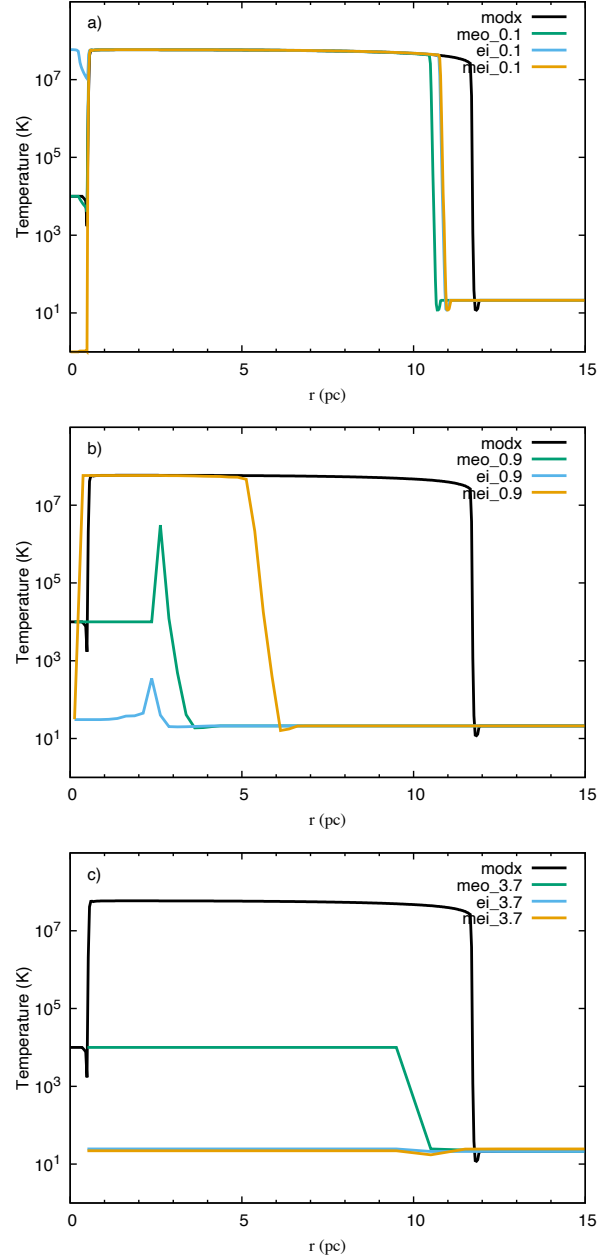 a)
modx
meo_0.1
ei_0.1
mei_0.1
Temperature (K)
10^7
10^5
10^3
10^1
0 5 10 15
r (pc)
b)
modx
meo_0.9
ei_0.9
mei_0.9
Temperature (K)
10^7
10^5
10^3
10^1
0 5 10 15
r (pc)
c)
modx
meo_3.7
ei_3.7
mei_3.7
Temperature (K)
10^7
10^5
10^3
10^1
0 5 10 15
r (pc)